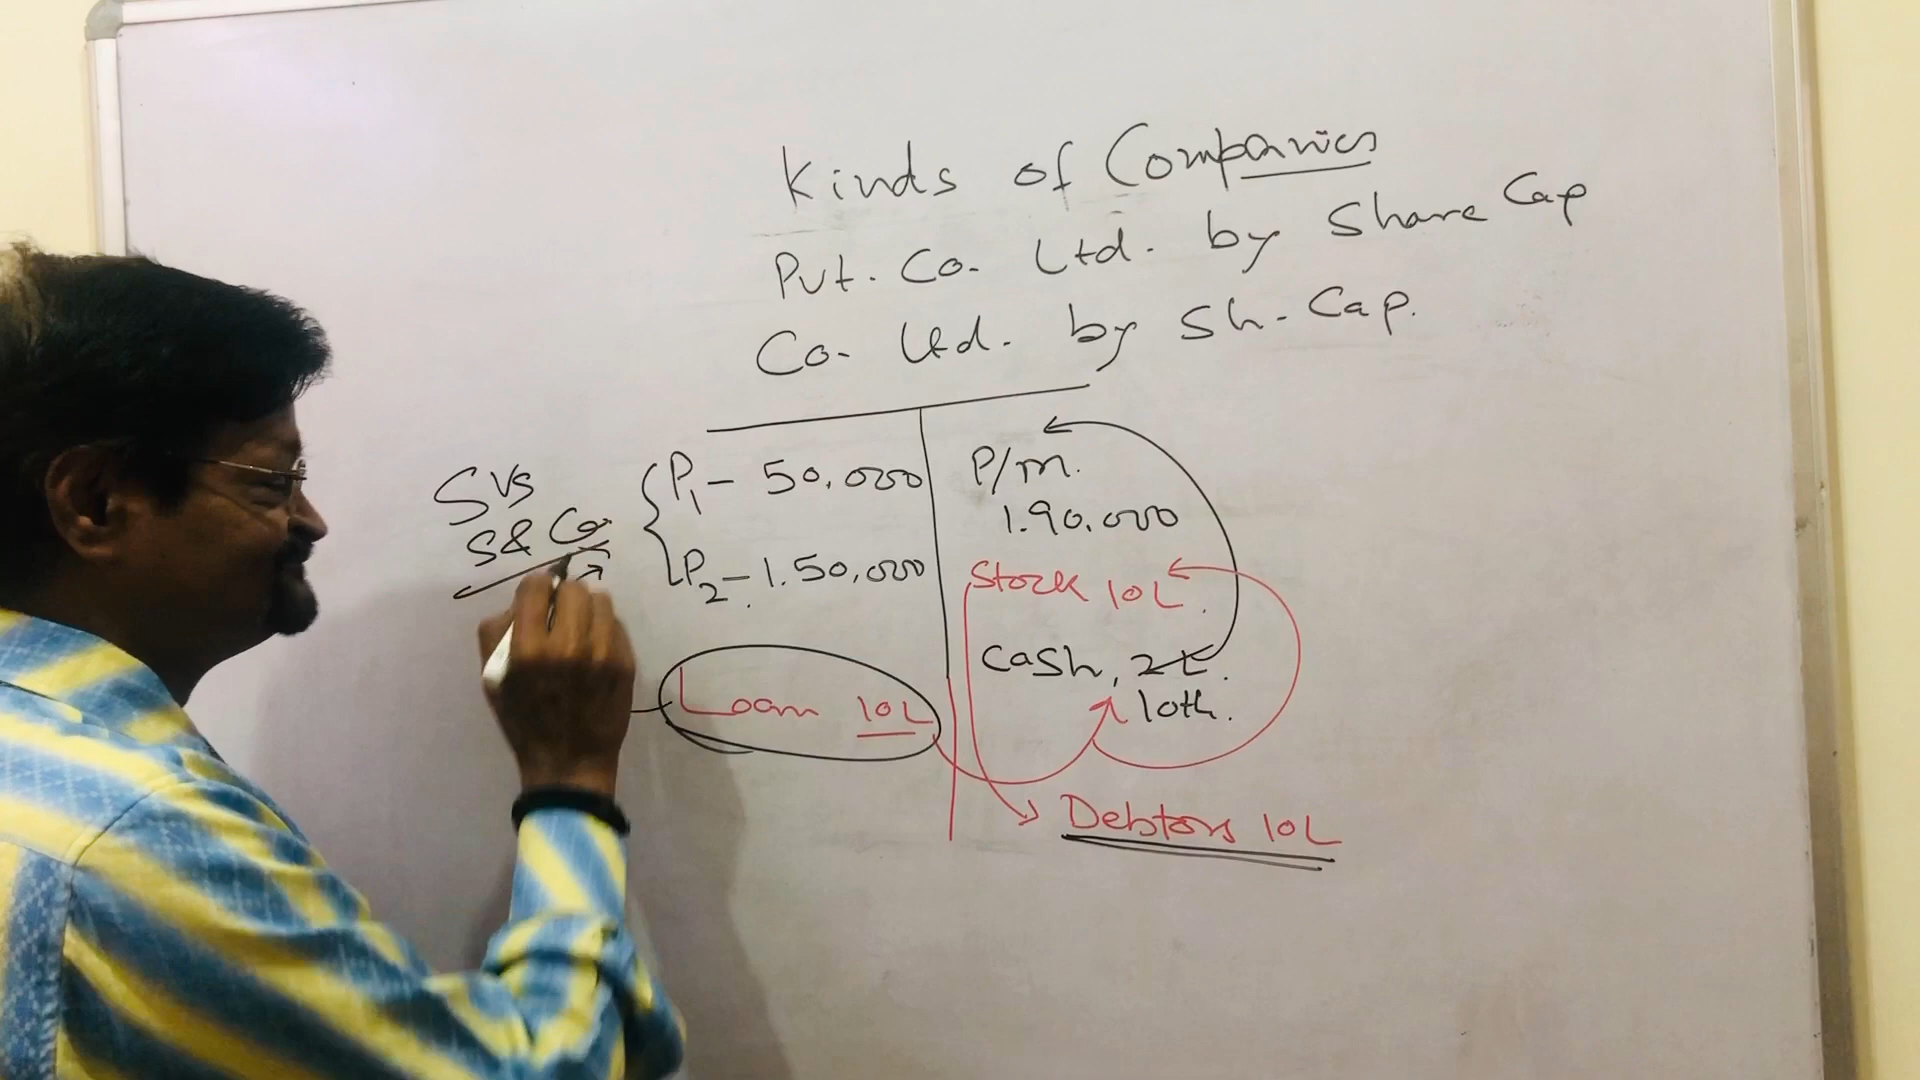 Kinds of Companies
Pvt. Co. Ltd. by Share Cap
Co. Ltd. by Sh. Cap.
SVS
S & Co.
P1 - 50,000
P2 - 1.50,000
Loan 10L
P/M.
1.90,000
Stock 10L.
Cash, 2L.
10th.
Debtors 10L